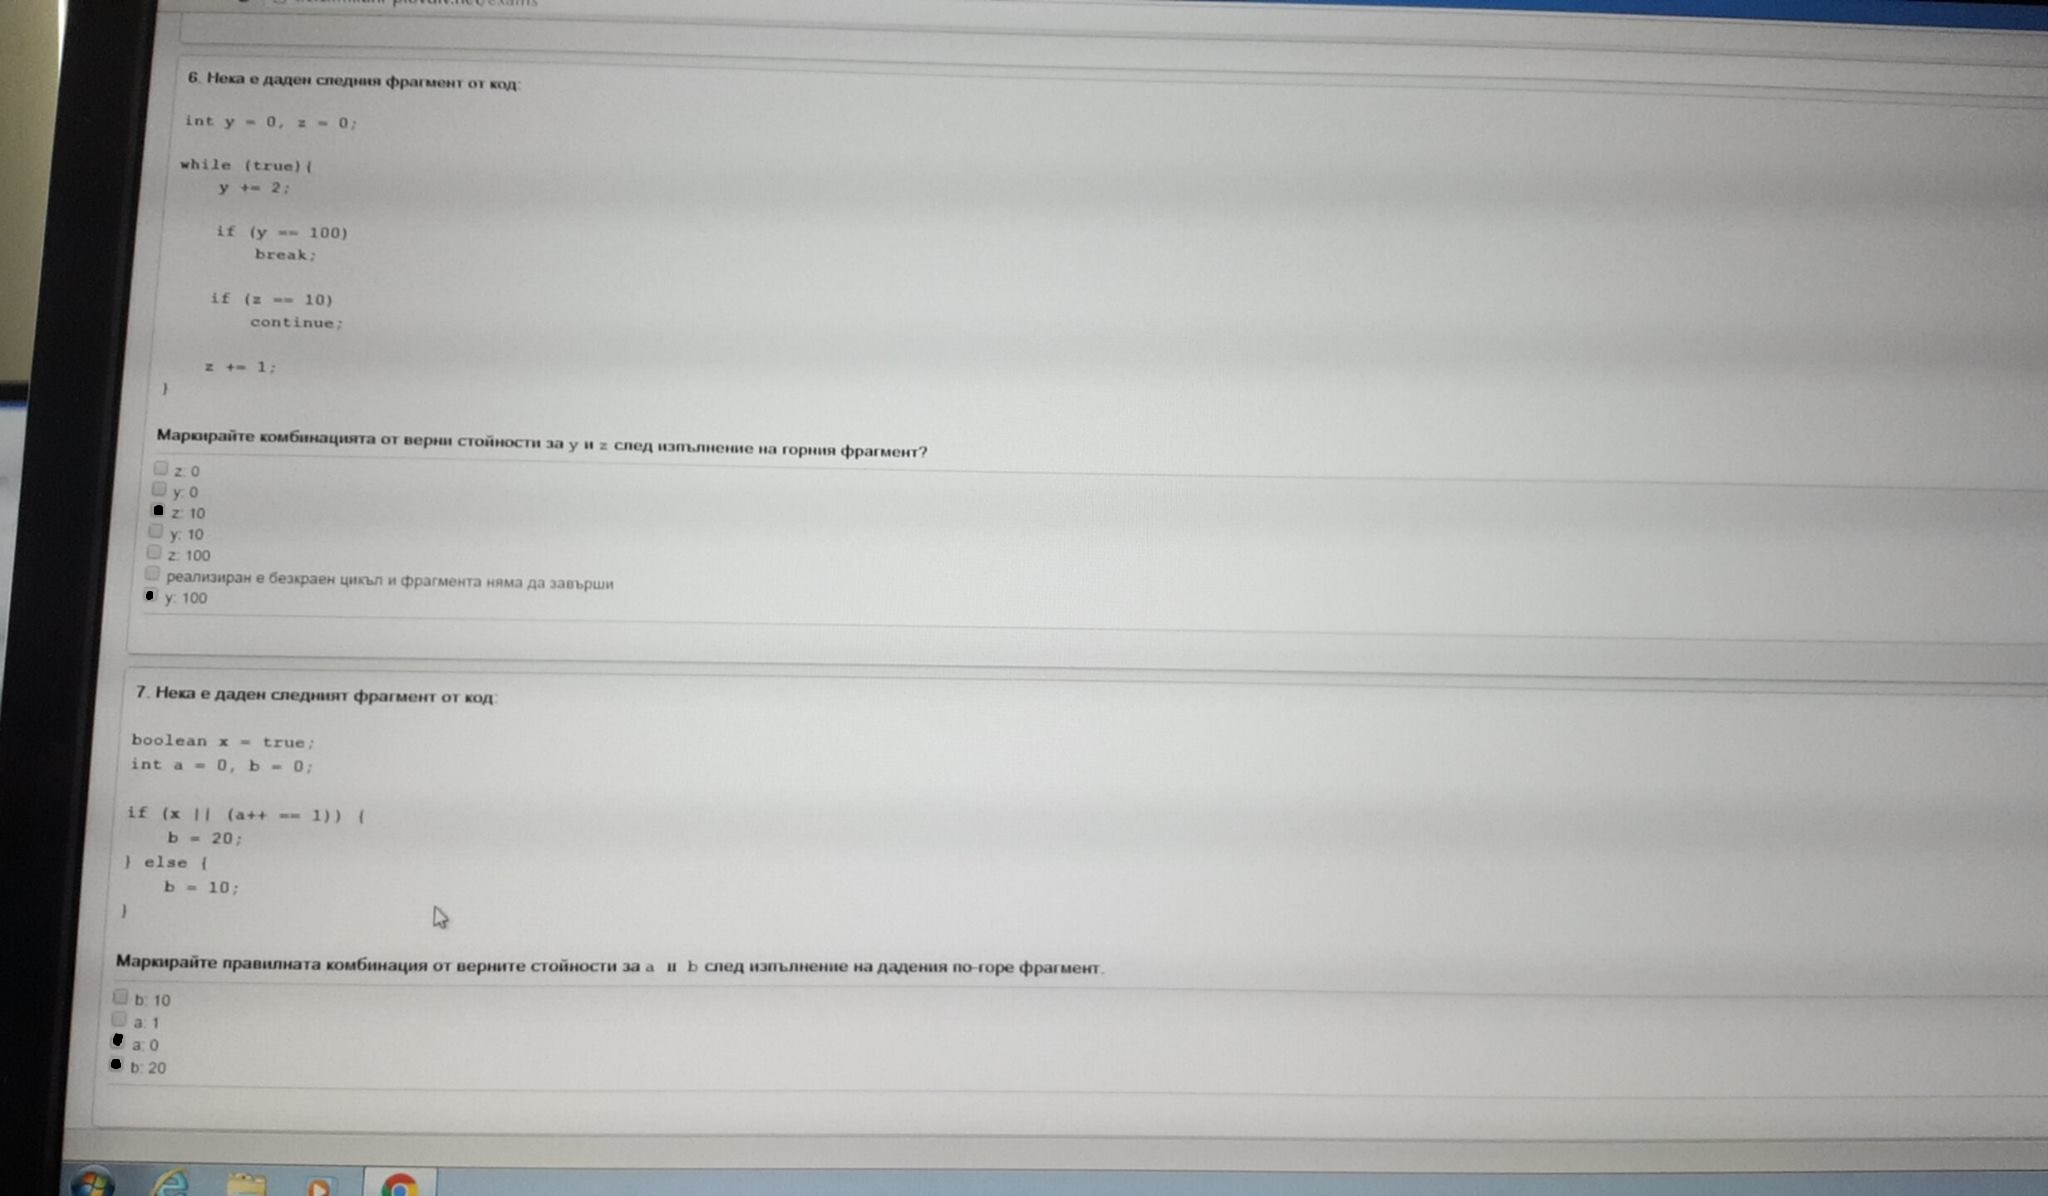 6. Нека е даден следния фрагмент от код:
int y = 0, z = 0;
while (true){
y += 2;
if (y == 100)
break;
if (z == 10)
continue;
z += 1;
}
Маркирайте комбинацията от верни стойности за y и z след изпълнение на горния фрагмент?
z: 0
y: 0
z: 10
y: 10
z: 100
реализиран е безкраен цикъл и фрагмента няма да завърши
y: 100
7. Нека е даден следният фрагмент от код:
boolean x = true;
int a = 0, b = 0;
if (x || (a++ == 1)) {
b = 20;
} else {
b = 10;
}
Маркирайте правилната комбинация от верните стойности за a и b след изпълнение на дадения по-горе фрагмент.
b: 10
a: 1
a: 0
b: 20